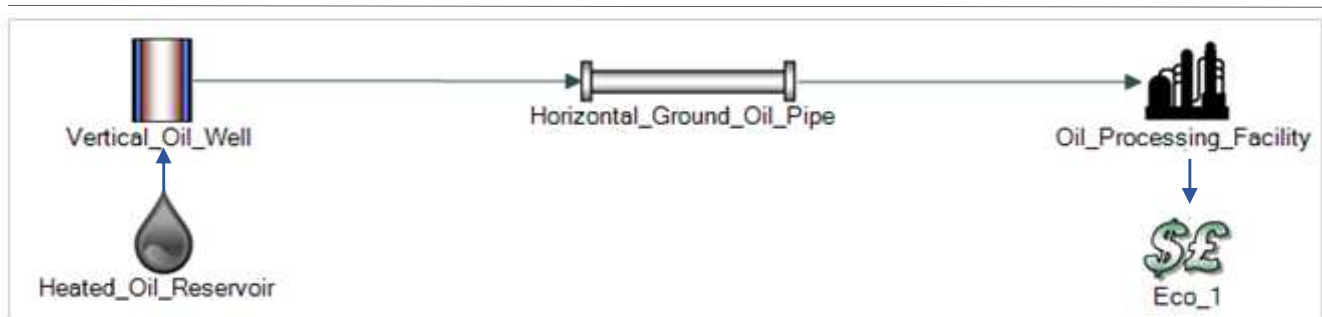 Vertical_Oil_Well
Horizontal_Ground_Oil_Pipe
Oil_Processing_Facility
Heated_Oil_Reservoir
$£
Eco_1